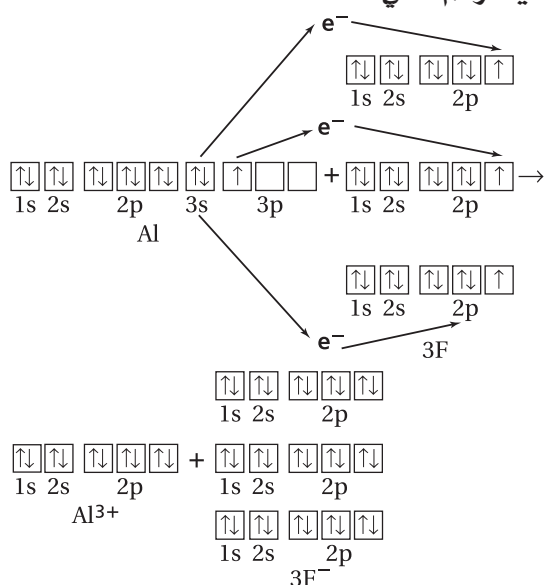 e⁻
↑↓ ↑↓ ↑↓ ↑↓ ↑
1s 2s 2p
e⁻
↑↓ ↑↓ ↑↓ ↑↓ ↑↓ ↑↓ ↑ + ↑↓ ↑↓ ↑↓ ↑↓ ↑ →
1s 2s 2p 3s 3p 1s 2s 2p
Al
↑↓ ↑↓ ↑↓ ↑↓ ↑
1s 2s 2p
e⁻
3F
↑↓ ↑↓ ↑↓ ↑↓ ↑↓
1s 2s 2p
↑↓ ↑↓ ↑↓ ↑↓ ↑↓ + ↑↓ ↑↓ ↑↓ ↑↓ ↑↓
1s 2s 2p 1s 2s 2p
Al³⁺
↑↓ ↑↓ ↑↓ ↑↓ ↑↓
1s 2s 2p
3F⁻